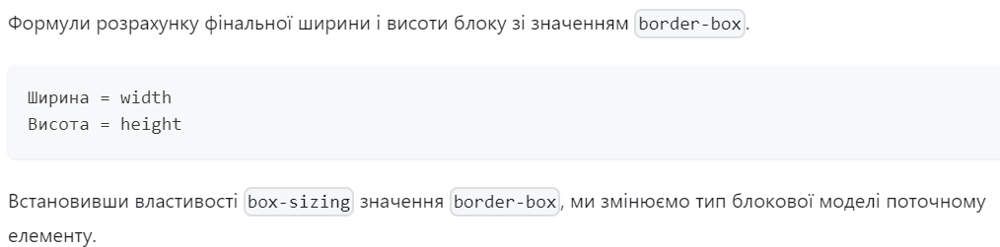 Формули розрахунку фінальної ширини і висоти блоку зі значенням border-box.
Ширина = width
Висота = height
Встановивши властивості box-sizing значення border-box, ми змінюємо тип блокової моделі поточному
елементу.